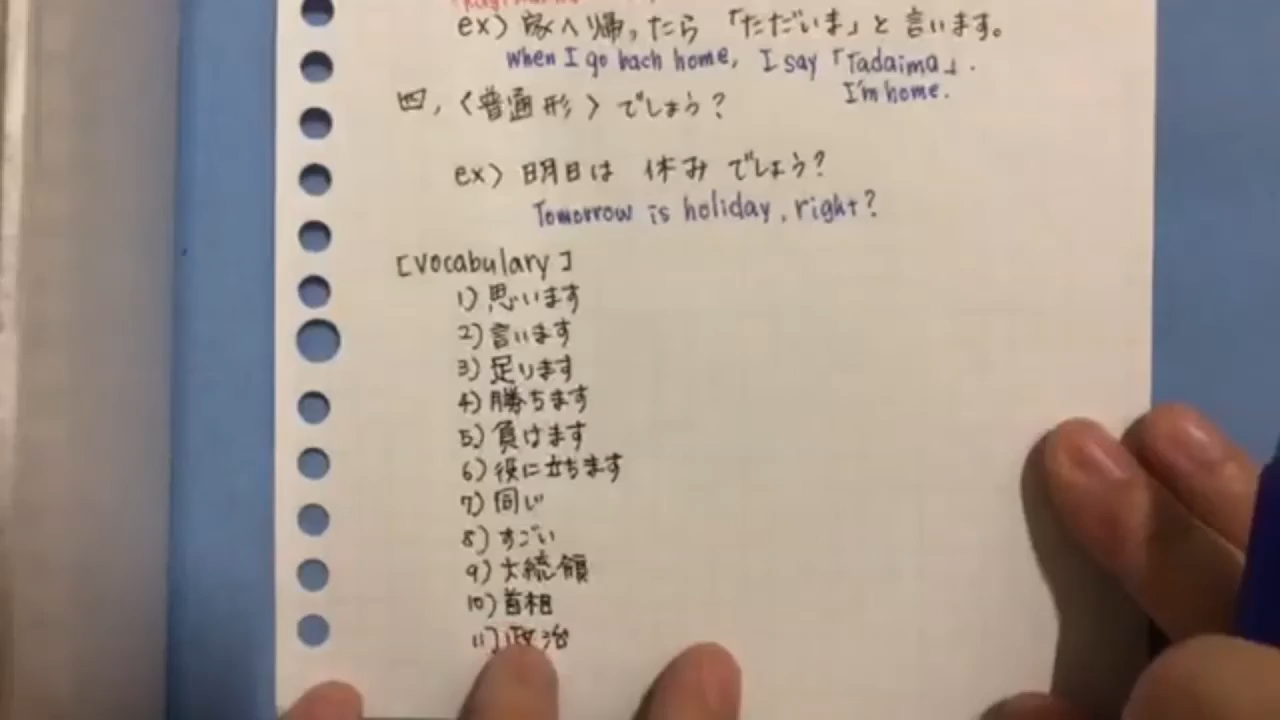 ex) 家へ帰ったら 「ただいま」と 言います。
When I go back home, I say 「Tadaima」.
I'm home.
四, 〈普通形〉でしょう?
ex) 明日は 休み でしょう?
Tomorrow is holiday, right?
[Vocabulary]
1) 思います
2) 言います
3) 足ります
4) 勝ちます
5) 負けます
6) 役に立ちます
7) 同じ
8) すごい
9) 大統領
10) 首相
11) 政治